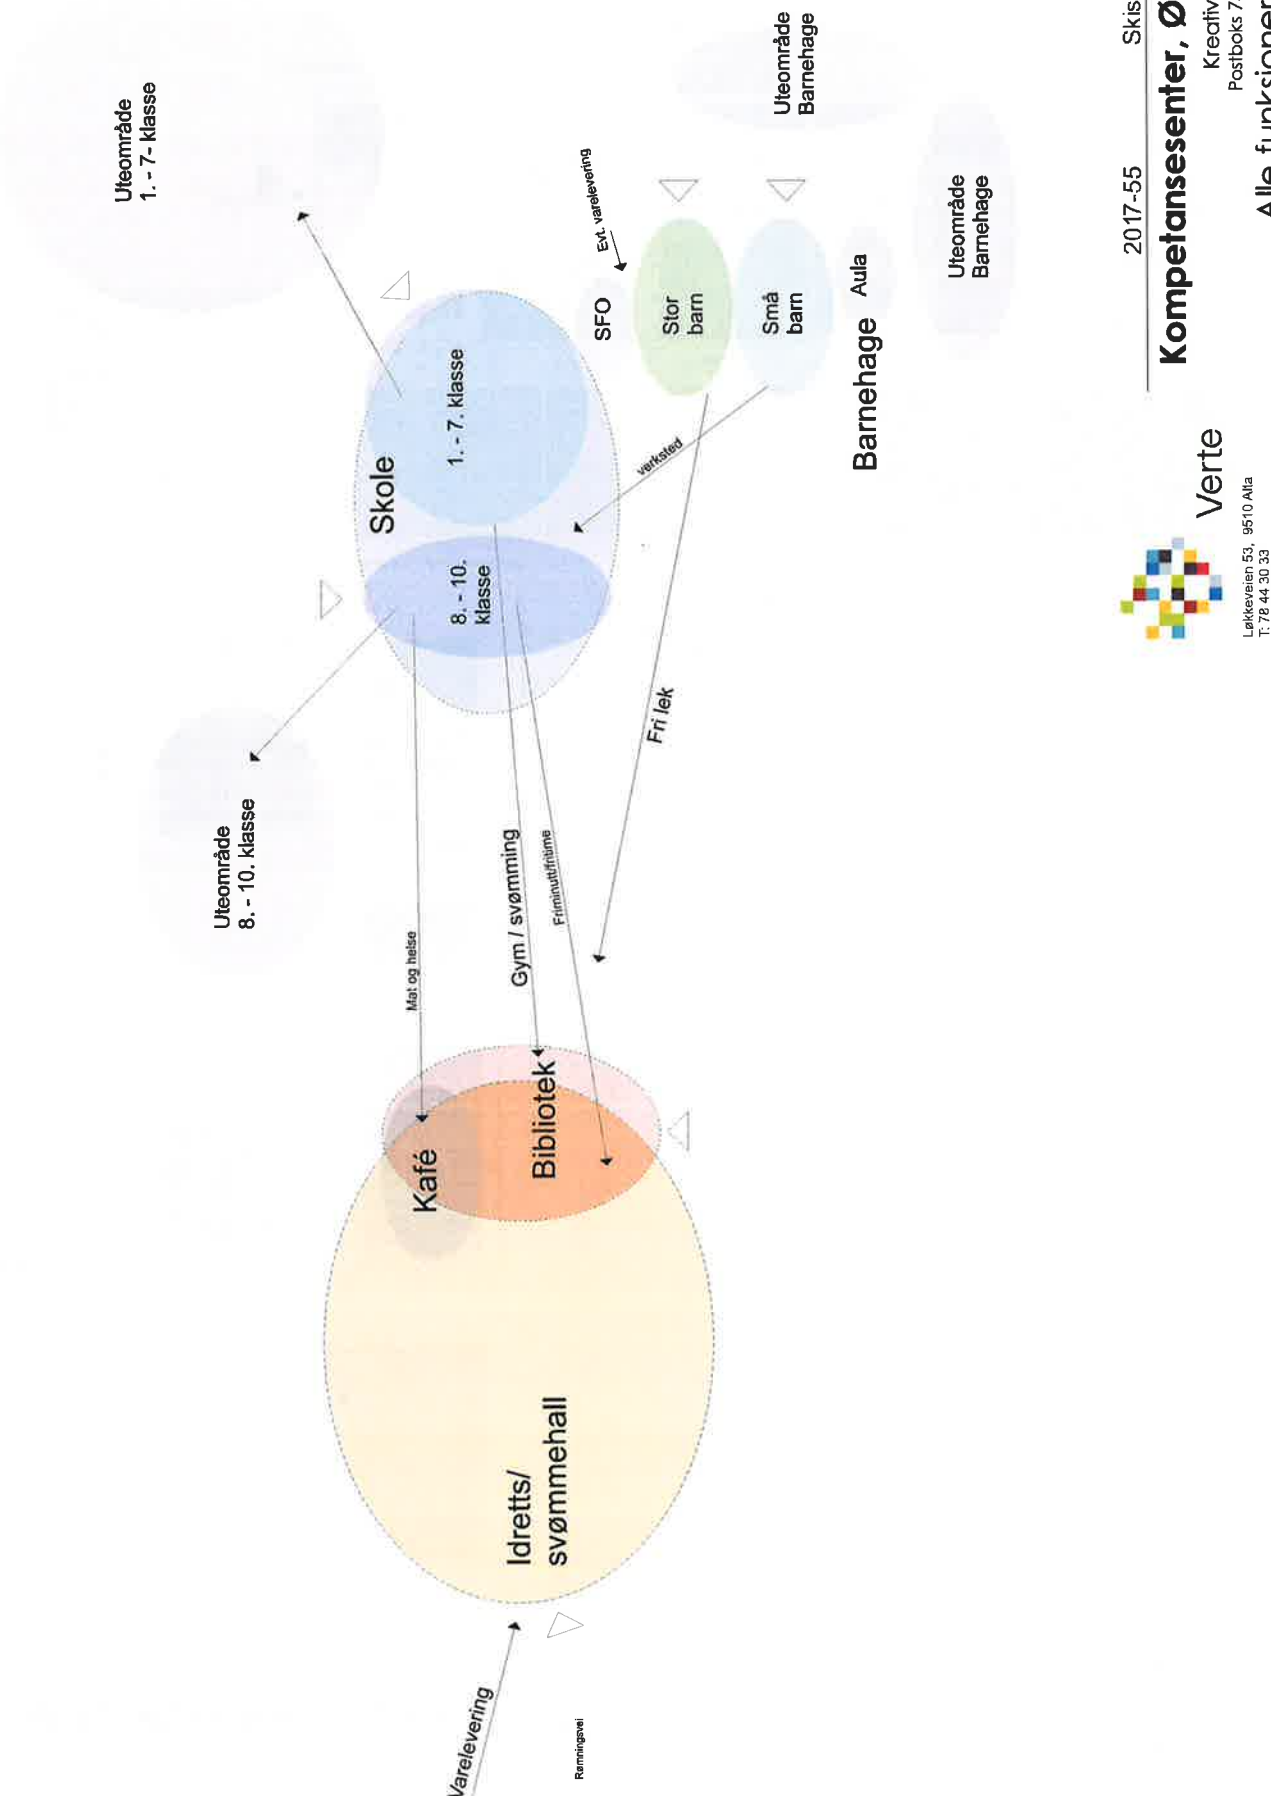 Uteområde
1. - 7- klasse
Uteområde
8. - 10. klasse
Skole
1. - 7. klasse
8. - 10.
klasse
Mat og helse
Gym / svømming
Friminutt/fritime
Fri lek
verksted
Evt. varelevering
SFO
Stor
barn
Små
barn
Aula
Barnehage
Uteområde
Barnehage
Uteområde
Barnehage
Kafé
Bibliotek
Idretts/
svømmehall
Varelevering
Rømningsvei
2017-55 Skis
Kompetansesenter, Ø
Kreativ
Postboks 7
Alle funksjoner
Verte
Løkkeveien 53, 9510 Alta
T: 78 44 30 33